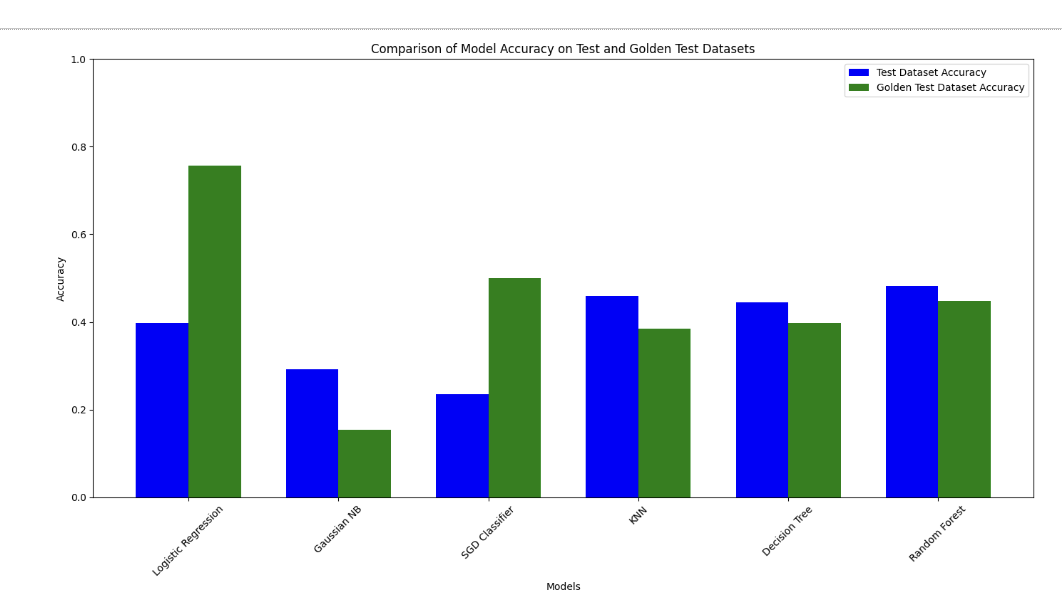 Comparison of Model Accuracy on Test and Golden Test Datasets
1.0
0.8
0.6
0.4
0.2
0.0
Accuracy
Test Dataset Accuracy
Golden Test Dataset Accuracy
Logistic Regression
Gaussian NB
SGD Classifier
KNN
Decision Tree
Random Forest
Models